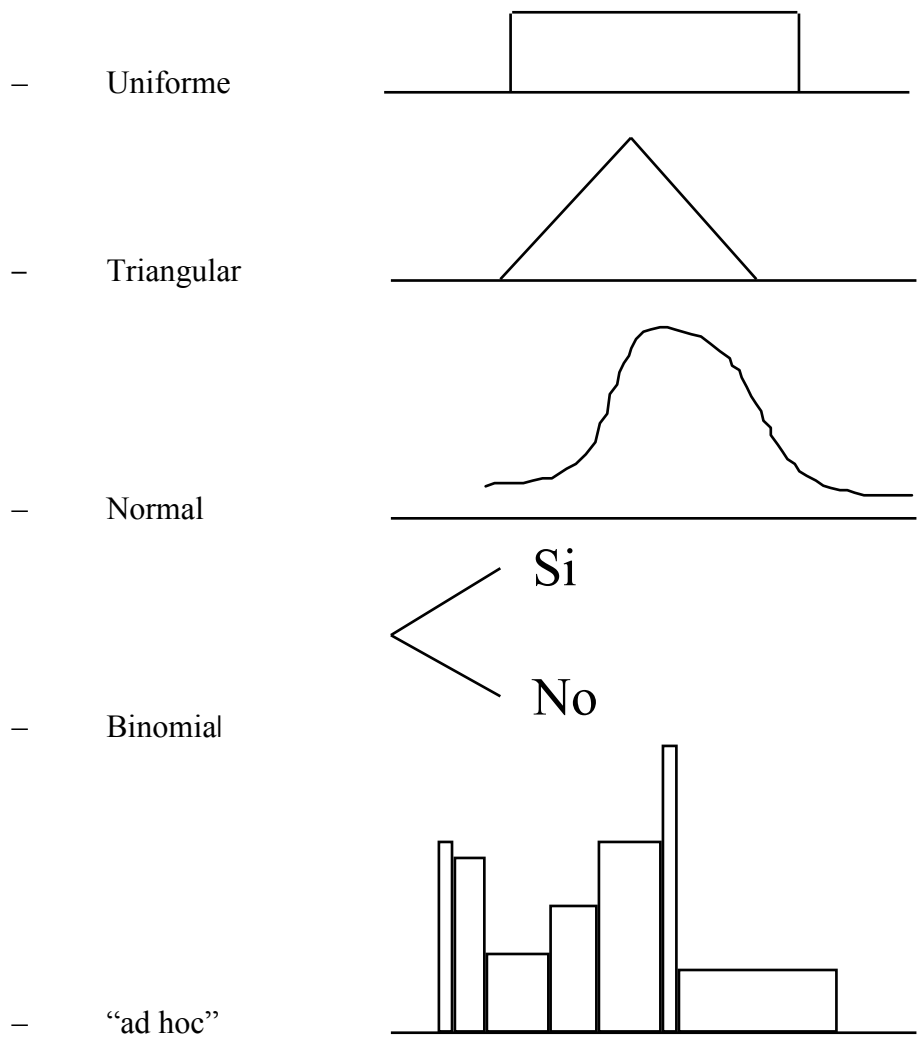 – Uniforme
– Triangular
– Normal
Si
No
– Binomial
– “ad hoc”